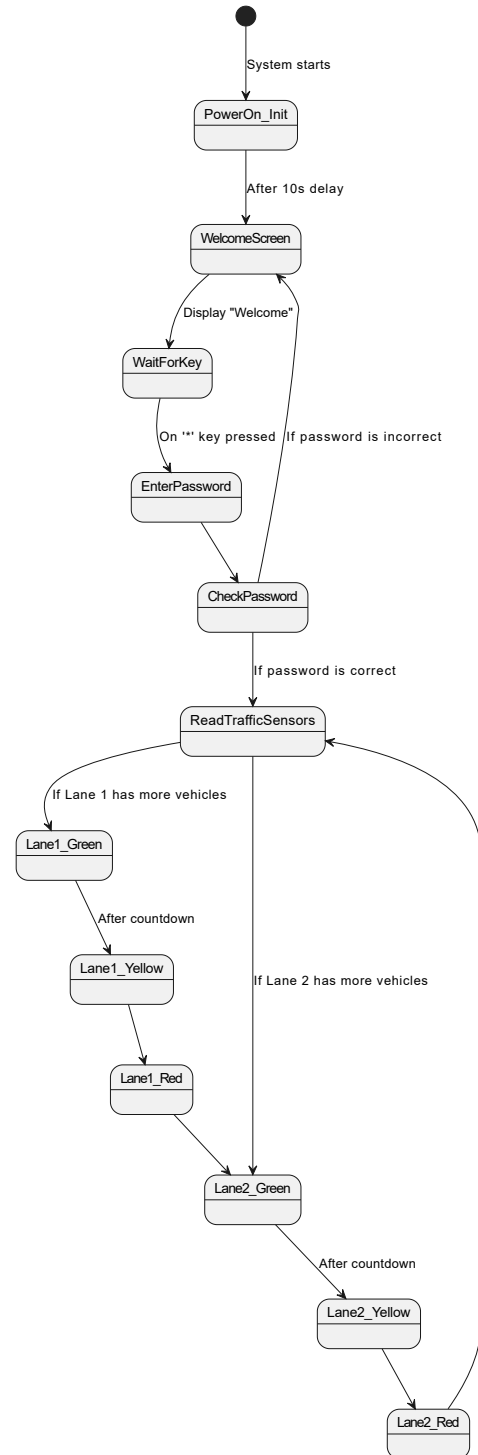 System starts
PowerOn_Init
After 10s delay
WelcomeScreen
Display "Welcome"
WaitForKey
On '*' key pressed
If password is incorrect
EnterPassword
CheckPassword
If password is correct
ReadTrafficSensors
If Lane 1 has more vehicles
Lane1_Green
After countdown
Lane1_Yellow
If Lane 2 has more vehicles
Lane1_Red
Lane2_Green
After countdown
Lane2_Yellow
Lane2_Red